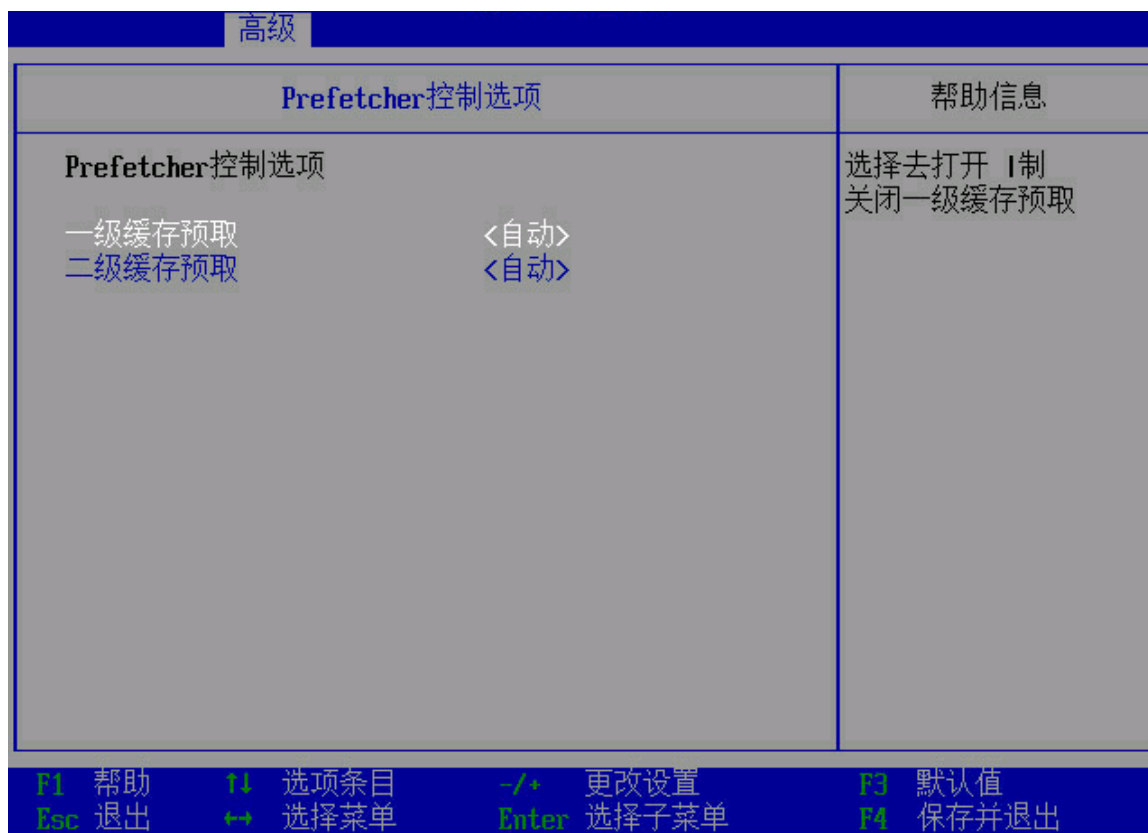 高级
Prefetcher控制选项
帮助信息
Prefetcher控制选项
一级缓存预取 <自动>
二级缓存预取 <自动>
选择去打开 I制
关闭一级缓存预取
F1 帮助 ↑↓ 选项条目 -/+ 更改设置 F3 默认值
Esc 退出 ←→ 选择菜单 Enter 选择子菜单 F4 保存并退出